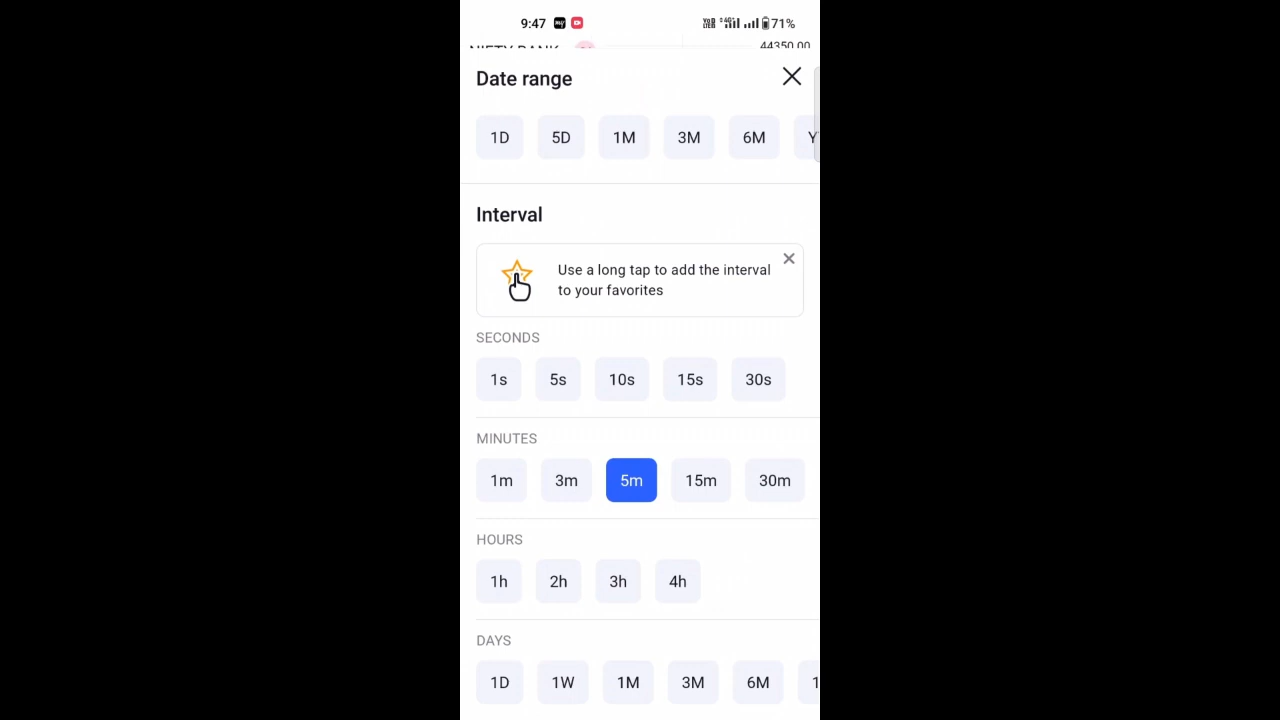 9:47 71%
44350.00
Date range
1D 5D 1M 3M 6M
Interval
Use a long tap to add the interval
to your favorites
SECONDS
1s 5s 10s 15s 30s
MINUTES
1m 3m 5m 15m 30m
HOURS
1h 2h 3h 4h
DAYS
1D 1W 1M 3M 6M